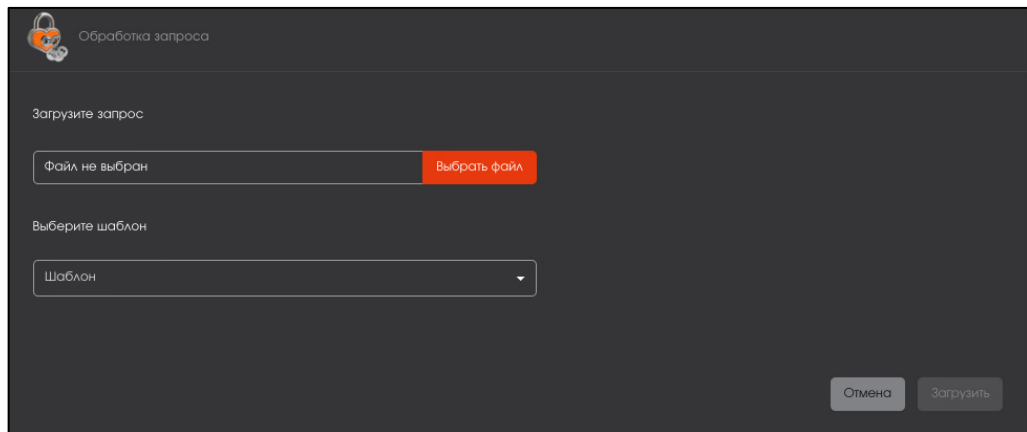 Обработка запроса
Загрузите запрос
Файл не выбран
Выбрать файл
Выберите шаблон
Шаблон
Отмена
Загрузить